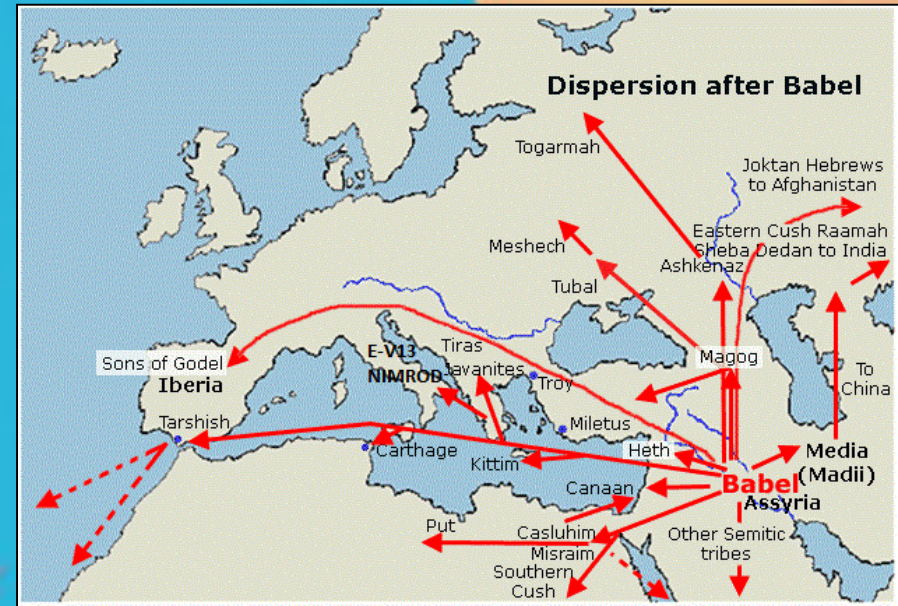 Dispersion after Babel
Togarmah
Joktan Hebrews
to Afghanistan
Eastern Cush Raamah
Sheba Dedan to India
Ashkenaz
Meshech
Tubal
Sons of Godel
Iberia
E-V13
NIMROD
Tiras
Javanites
Troy
Magog
To
China
Tarshish
Carthage
Miletus
Kittim
Heth
Media
(Madii)
Babel
Assyria
Canaan
Put
Casluhim
Misraim
Southern
Cush
Other Semitic
tribes